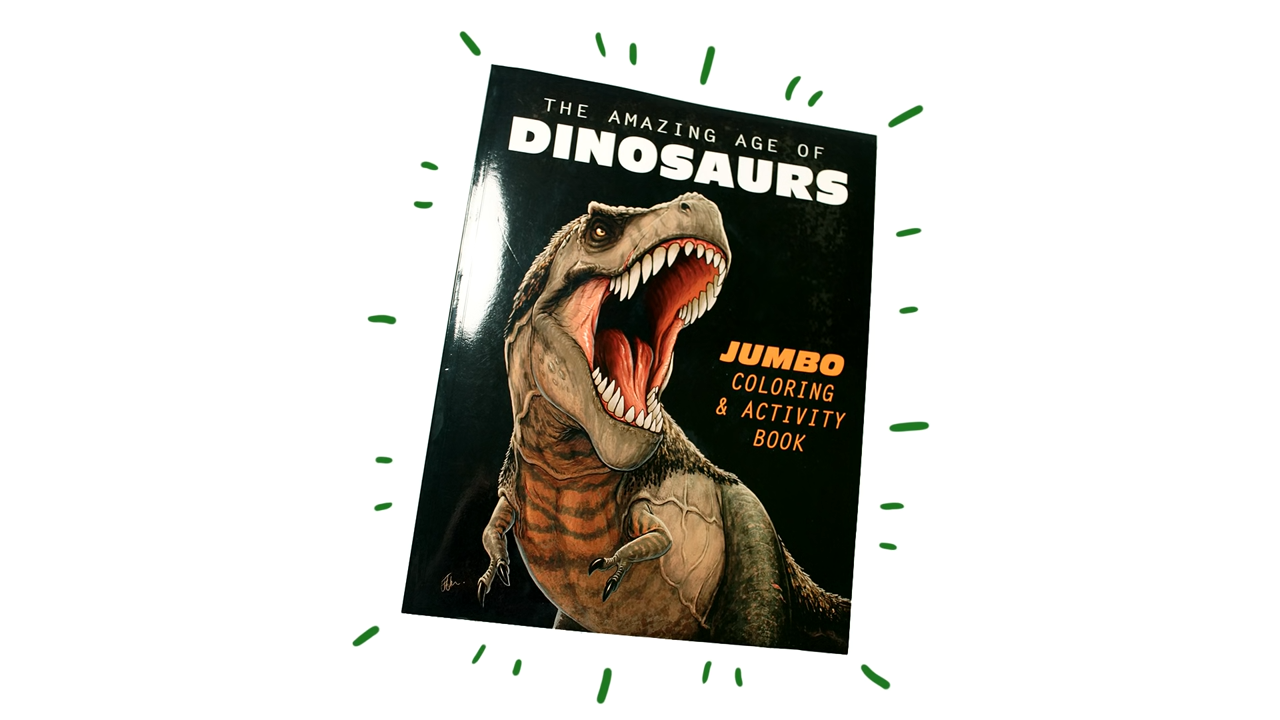 THE AMAZING AGE OF
DINOSAURS
JUMBO
COLORING
& ACTIVITY
BOOK